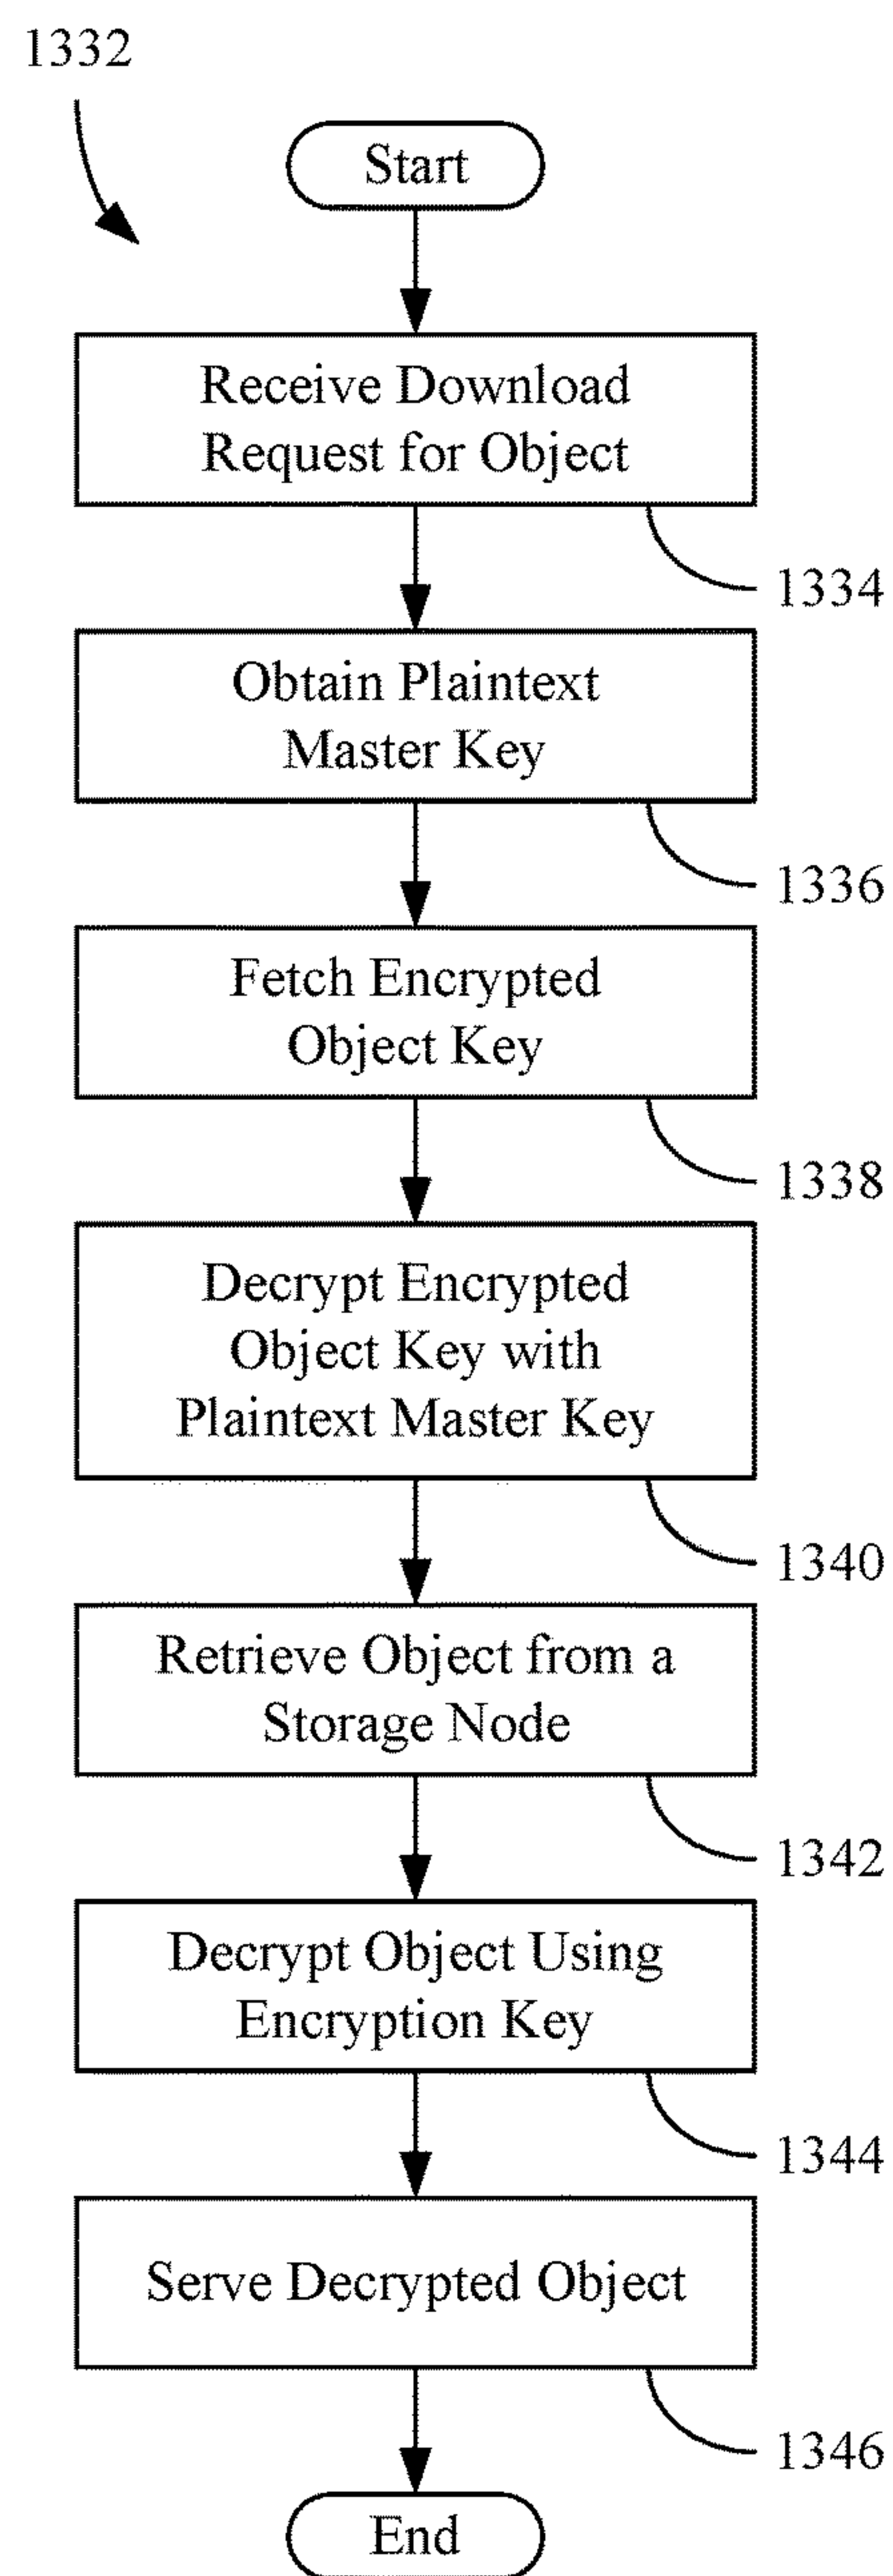 1332
Start
Receive Download
Request for Object
1334
Obtain Plaintext
Master Key
1336
Fetch Encrypted
Object Key
1338
Decrypt Encrypted
Object Key with
Plaintext Master Key
1340
Retrieve Object from a
Storage Node
1342
Decrypt Object Using
Encryption Key
1344
Serve Decrypted Object
1346
End